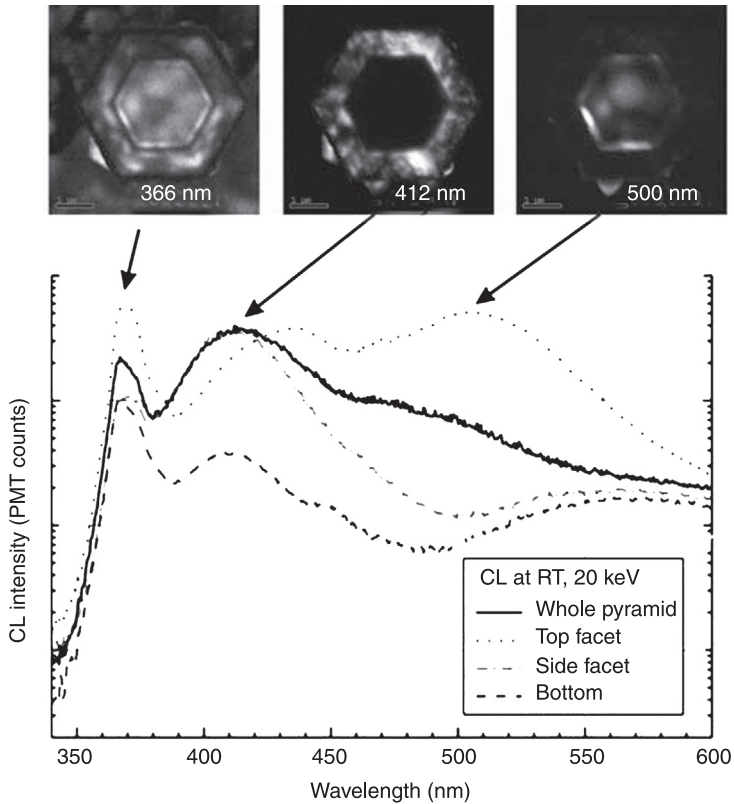 366 nm
412 nm
500 nm
CL intensity (PMT counts)
CL at RT, 20 keV
Whole pyramid
Top facet
Side facet
Bottom
350
400
450
500
550
600
Wavelength (nm)